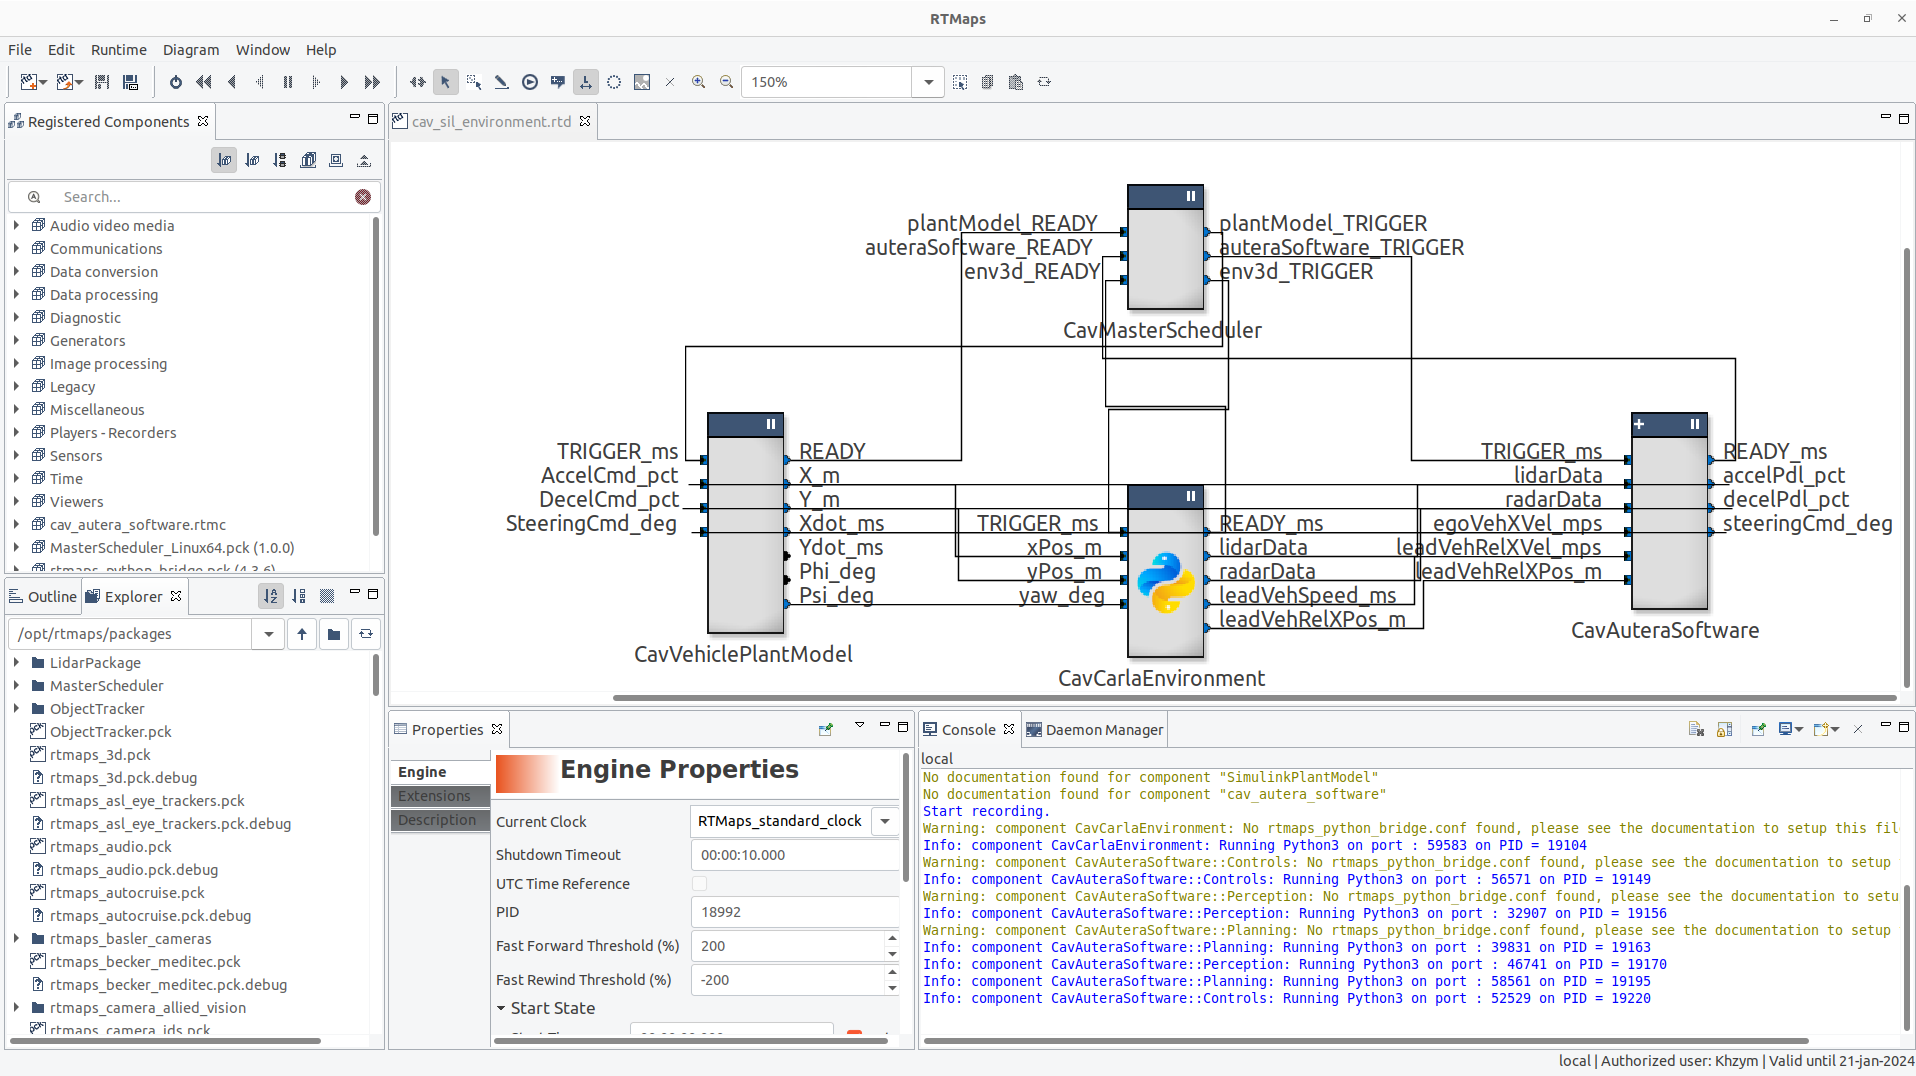 RTMaps
File Edit Runtime Diagram Window Help
150%
Registered Components
Search...
Audio video media
Communications
Data conversion
Data processing
Diagnostic
Generators
Image processing
Legacy
Miscellaneous
Players - Recorders
Sensors
Time
Viewers
cav_autera_software.rtmc
MasterScheduler_Linux64.pck (1.0.0)
rtmaps_python_bridge.pck (4.3.6)
Outline Explorer
/opt/rtmaps/packages
LidarPackage
MasterScheduler
ObjectTracker
ObjectTracker.pck
rtmaps_3d.pck
rtmaps_3d.pck.debug
rtmaps_asl_eye_trackers.pck
rtmaps_asl_eye_trackers.pck.debug
rtmaps_audio.pck
rtmaps_audio.pck.debug
rtmaps_autocruise.pck
rtmaps_autocruise.pck.debug
rtmaps_basler_cameras
rtmaps_becker_meditec.pck
rtmaps_becker_meditec.pck.debug
rtmaps_camera_allied_vision
rtmaps_camera_ids.pck
cav_sil_environment.rtd
plantModel_READY plantModel_TRIGGER
auteraSoftware_READY auteraSoftware_TRIGGER
env3d_READY env3d_TRIGGER
CavMasterScheduler
TRIGGER_ms READY
AccelCmd_pct X_m
DecelCmd_pct Y_m
SteeringCmd_deg Xdot_ms
Ydot_ms
Phi_deg
Psi_deg
CavVehiclePlantModel
TRIGGER_ms READY_ms
xPos_m lidarData
yPos_m radarData
yaw_deg leadVehSpeed_ms
leadVehRelXPos_m
CavCarlaEnvironment
TRIGGER_ms READY_ms
lidarData accelPdl_pct
radarData decelPdl_pct
egoVehXVel_mps steeringCmd_deg
leadVehRelXVel_mps
leadVehRelXPos_m
CavAuteraSoftware
Properties
Engine
Extensions
Description
Engine Properties
Current Clock RTMaps_standard_clock
Shutdown Timeout 00:00:10.000
UTC Time Reference
PID 18992
Fast Forward Threshold (%) 200
Fast Rewind Threshold (%) -200
Start State
Console Daemon Manager
local
No documentation found for component "SimulinkPlantModel"
No documentation found for component "cav_autera_software"
Start recording.
Warning: component CavCarlaEnvironment: No rtmaps_python_bridge.conf found, please see the documentation to setup this fil
Info: component CavCarlaEnvironment: Running Python3 on port : 59583 on PID = 19104
Warning: component CavAuteraSoftware::Controls: No rtmaps_python_bridge.conf found, please see the documentation to setup
Info: component CavAuteraSoftware::Controls: Running Python3 on port : 56571 on PID = 19149
Warning: component CavAuteraSoftware::Perception: No rtmaps_python_bridge.conf found, please see the documentation to setu
Info: component CavAuteraSoftware::Perception: Running Python3 on port : 32907 on PID = 19156
Warning: component CavAuteraSoftware::Planning: No rtmaps_python_bridge.conf found, please see the documentation to setup
Info: component CavAuteraSoftware::Planning: Running Python3 on port : 39831 on PID = 19163
Info: component CavAuteraSoftware::Perception: Running Python3 on port : 46741 on PID = 19170
Info: component CavAuteraSoftware::Planning: Running Python3 on port : 58561 on PID = 19195
Info: component CavAuteraSoftware::Controls: Running Python3 on port : 52529 on PID = 19220
local | Authorized user: Khzym | Valid until 21-jan-2024